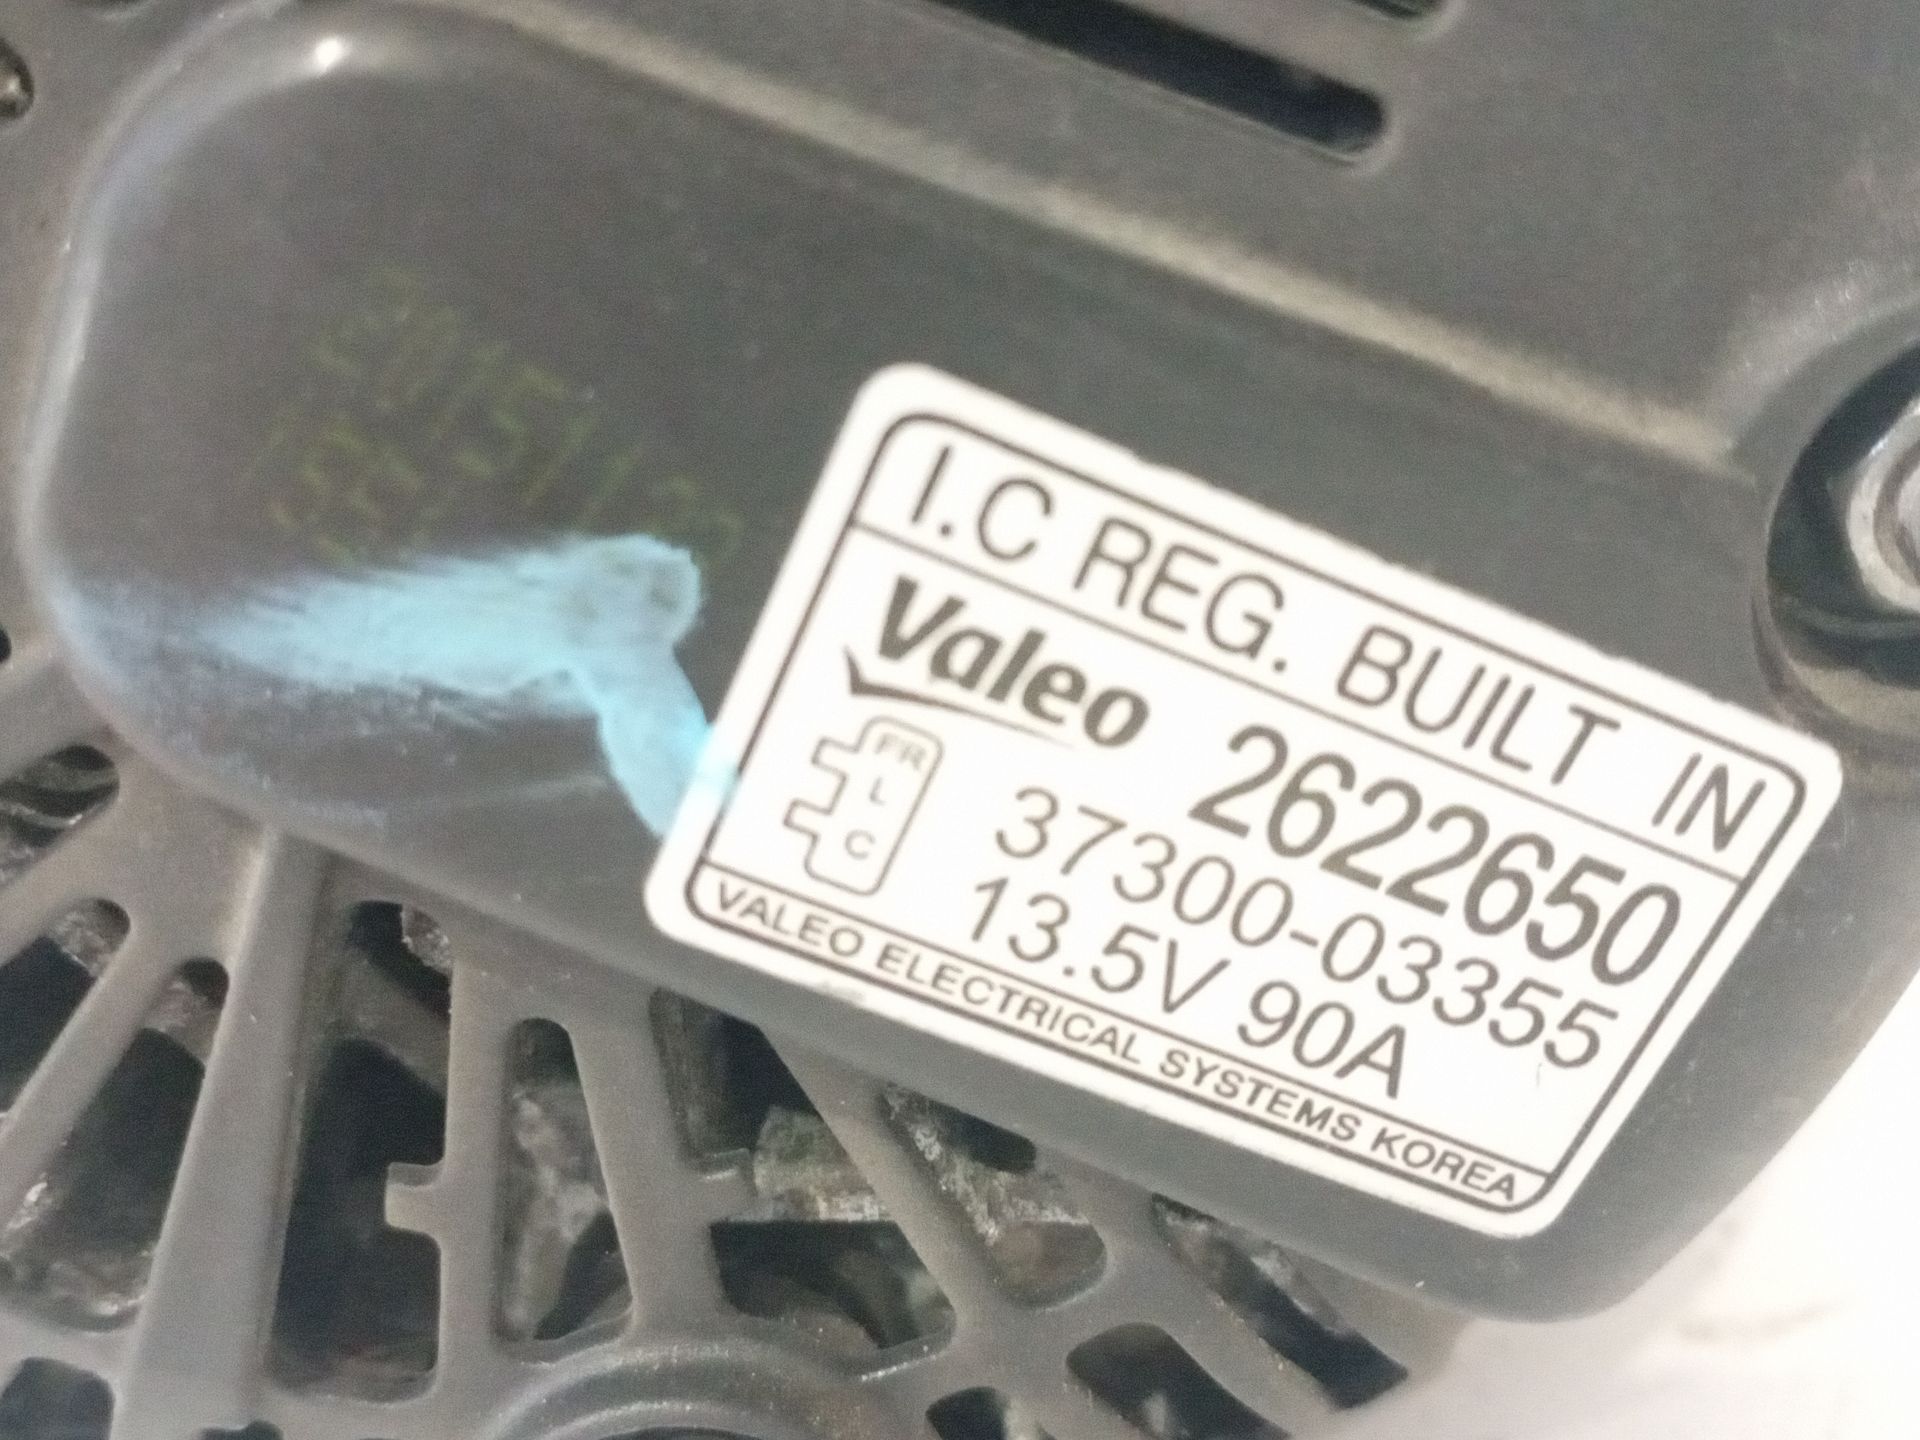 I.C REG. BUILT IN
Valeo
2622650
FR
L
C
37300-03355
13.5V 90A
VALEO ELECTRICAL SYSTEMS KOREA